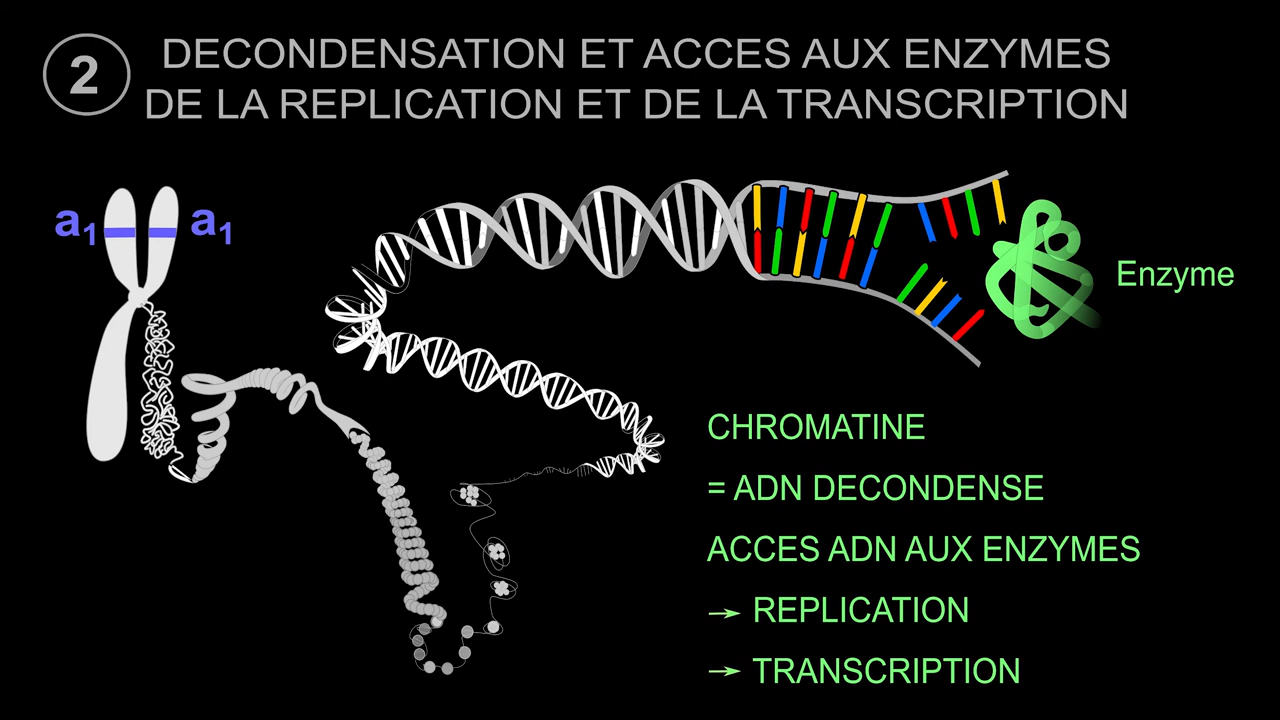 2
DECONDENSATION ET ACCES AUX ENZYMES
DE LA REPLICATION ET DE LA TRANSCRIPTION
a1 a1
Enzyme
CHROMATINE
= ADN DECONDENSE
ACCES ADN AUX ENZYMES
→ REPLICATION
→ TRANSCRIPTION